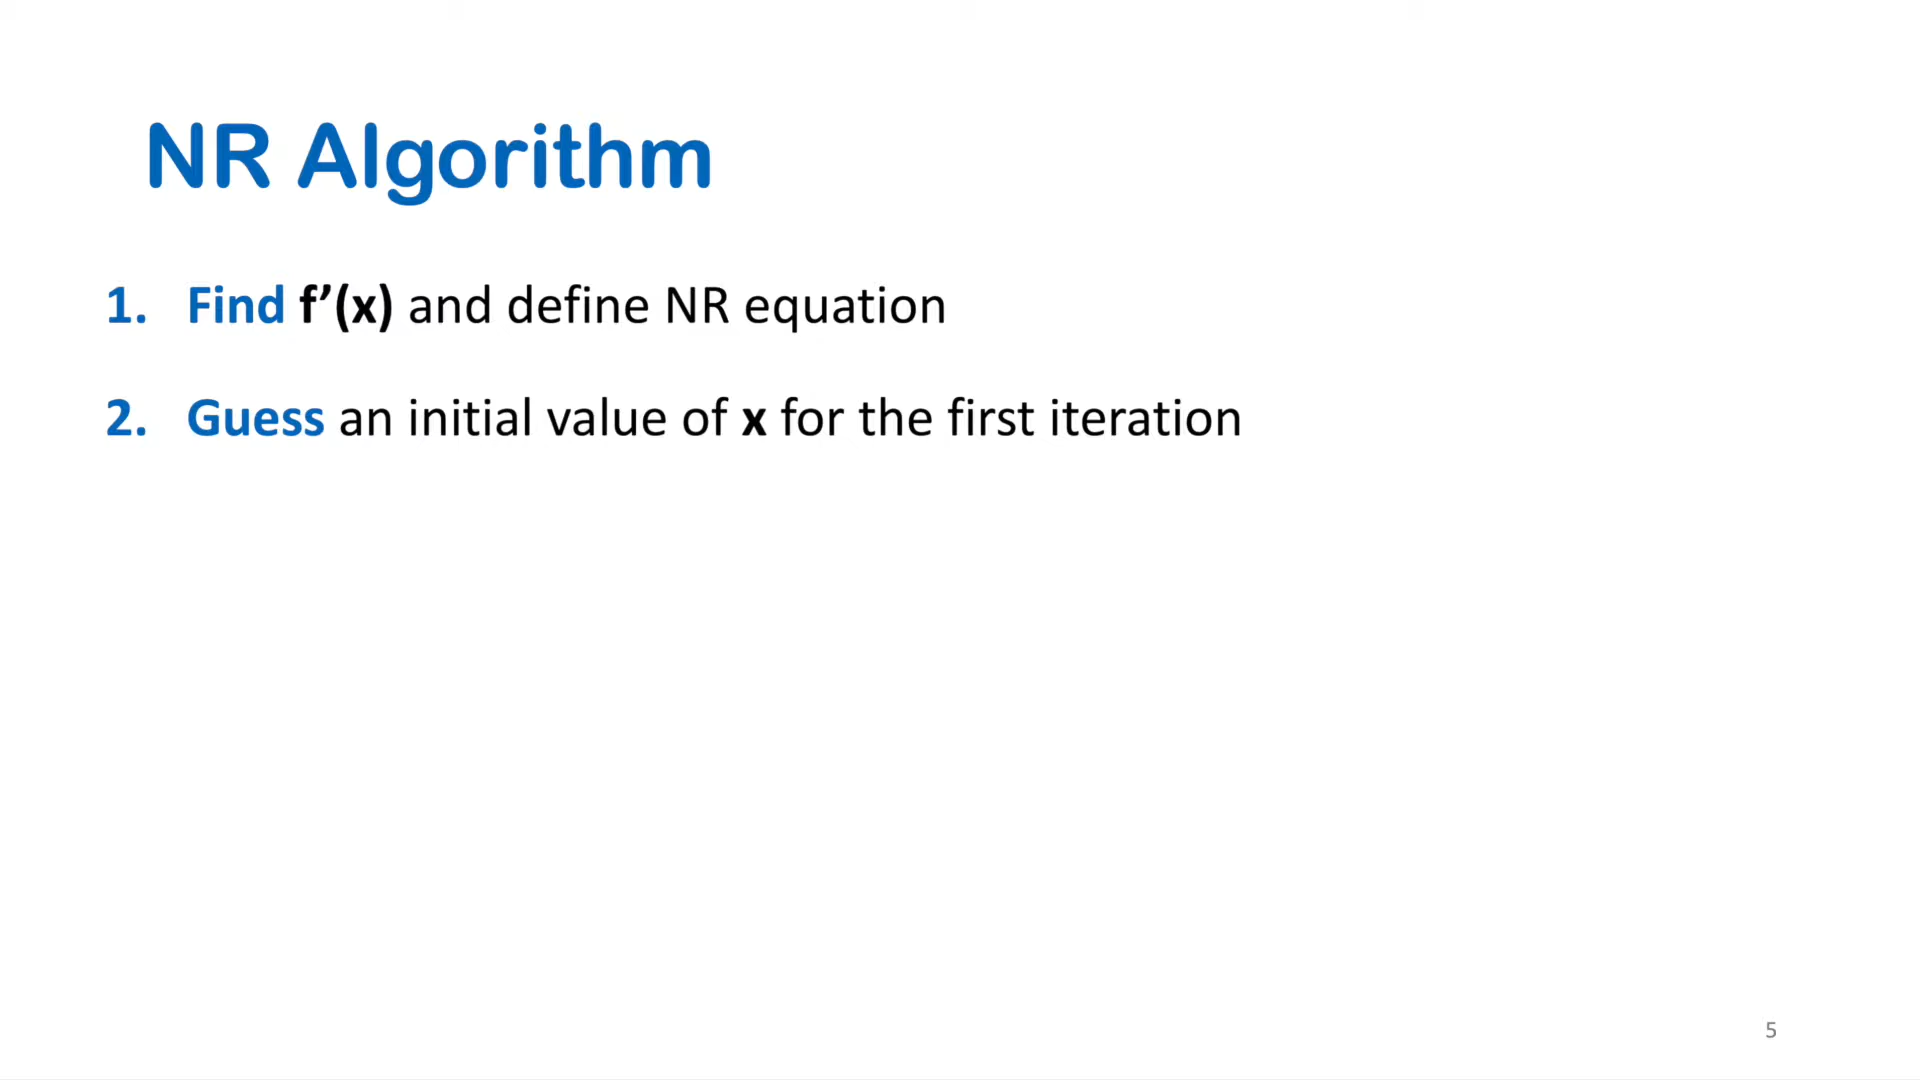 NR Algorithm
1. Find f’(x) and define NR equation
2. Guess an initial value of x for the first iteration
5